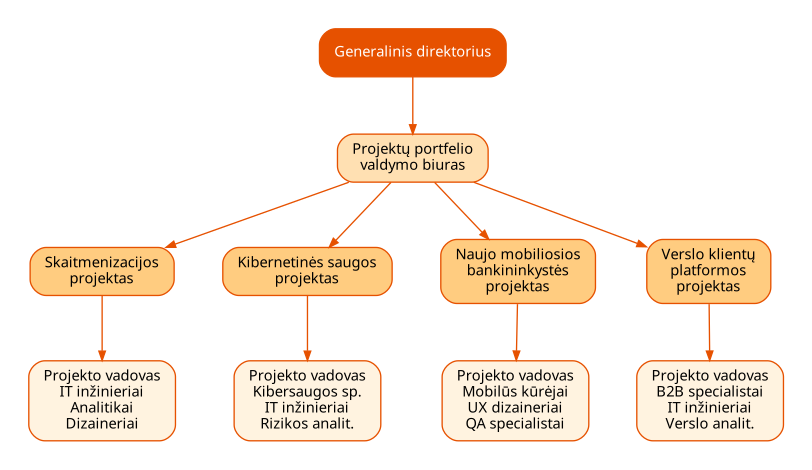 Generalinis direktorius
Projektų portfelio
valdymo biuras
Skaitmenizacijos
projektas
Kibernetinės saugos
projektas
Naujo mobiliosios
bankininkystės
projektas
Verslo klientų
platformos
projektas
Projekto vadovas
IT inžinieriai
Analitikai
Dizaineriai
Projekto vadovas
Kibersaugos sp.
IT inžinieriai
Rizikos analit.
Projekto vadovas
Mobilūs kūrėjai
UX dizaineriai
QA specialistai
Projekto vadovas
B2B specialistai
IT inžinieriai
Verslo analit.